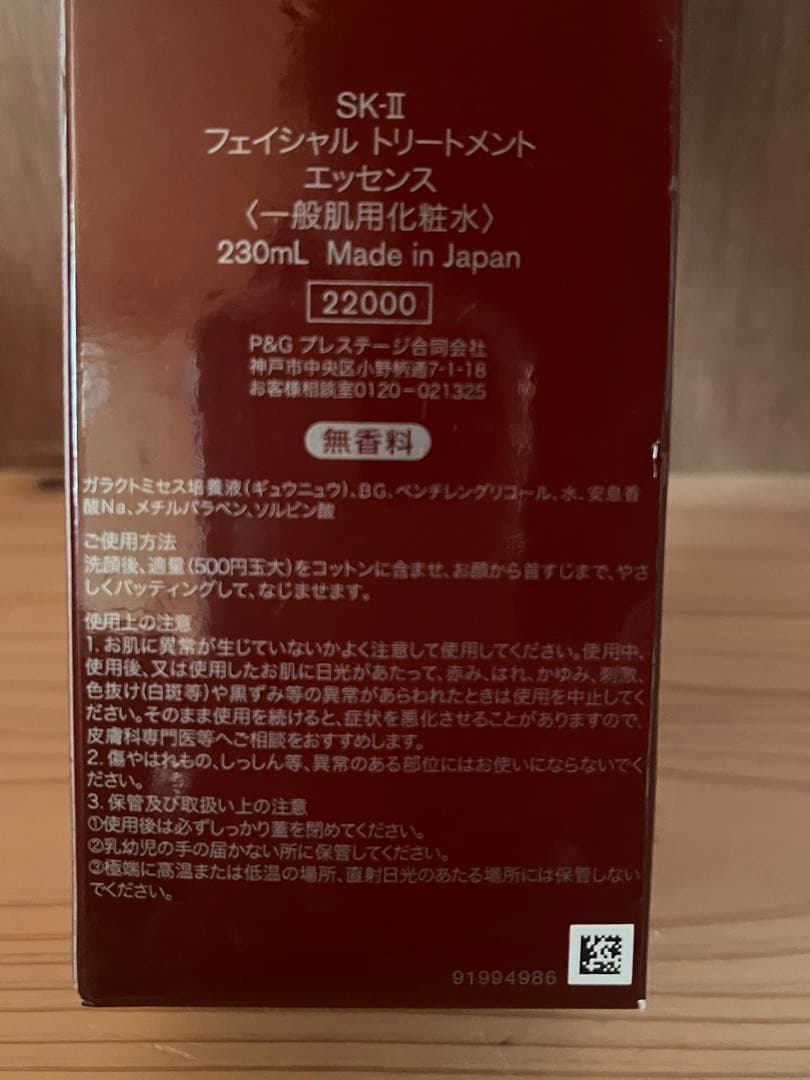 SK-II
フェイシャル トリートメント
エッセンス
〈一般肌用化粧水〉
230mL Made in Japan
22000
P&G プレステージ合同会社
神戸市中央区小野柄通7-1-18
お客様相談室0120-021325
無香料
ガラクトミセス培養液(ギュウニュウ)、BG、ペンチレングリコール、水、安息香
酸Na、メチルパラベン、ソルビン酸
ご使用方法
洗顔後、適量(500円玉大)をコットンに含ませ、お顔から首すじまで、やさ
しくパッティングして、なじませます。
使用上の注意
1. お肌に異常が生じていないかよく注意して使用してください。使用中、
使用後、又は使用したお肌に日光があたって、赤み、はれ、かゆみ、刺激、
色抜け(白斑等)や黒ずみ等の異常があらわれたときは使用を中止してく
ださい。そのまま使用を続けると、症状を悪化させることがありますので、
皮膚科専門医等へご相談をおすすめします。
2. 傷やはれもの、しっしん等、異常のある部位にはお使いにならないでく
ださい。
3. 保管及び取扱い上の注意
①使用後は必ずしっかり蓋を閉めてください。
②乳幼児の手の届かない所に保管してください。
③極端に高温または低温の場所、直射日光のあたる場所には保管しない
でください。
91994986